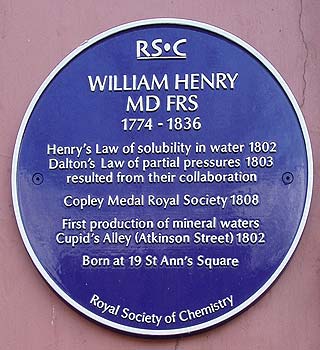 RS•C
WILLIAM HENRY
MD FRS
1774 - 1836
Henry's Law of solubility in water 1802
Dalton's Law of partial pressures 1803
resulted from their collaboration
Copley Medal Royal Society 1808
First production of mineral waters
Cupid's Alley (Atkinson Street) 1802
Born at 19 St Ann's Square
Royal Society of Chemistry